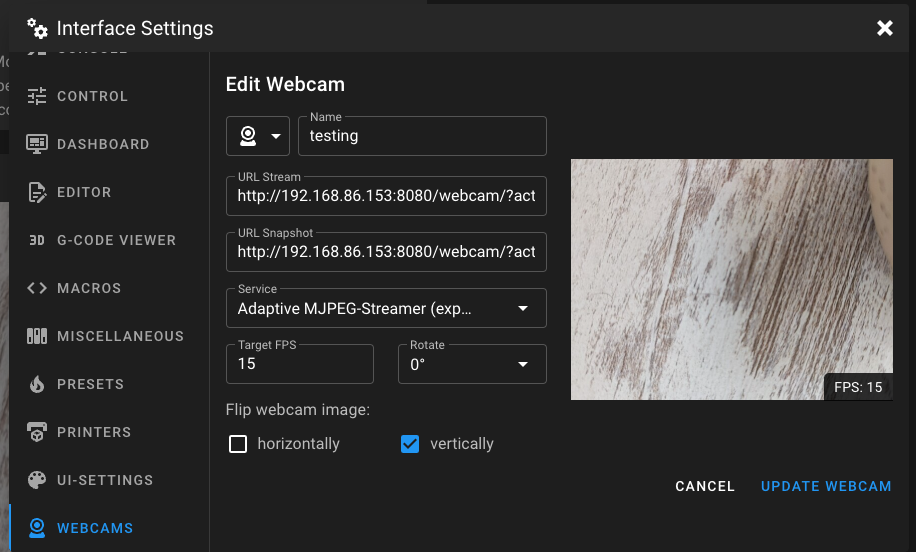 Interface Settings
CONTROL
DASHBOARD
EDITOR
3D G-CODE VIEWER
MACROS
MISCELLANEOUS
PRESETS
PRINTERS
UI-SETTINGS
WEBCAMS
Edit Webcam
Name
testing
URL Stream
http://192.168.86.153:8080/webcam/?act
URL Snapshot
http://192.168.86.153:8080/webcam/?act
Service
Adaptive MJPEG-Streamer (exp...
Target FPS
15
Rotate
0°
Flip webcam image:
horizontally
vertically
FPS: 15
CANCEL
UPDATE WEBCAM